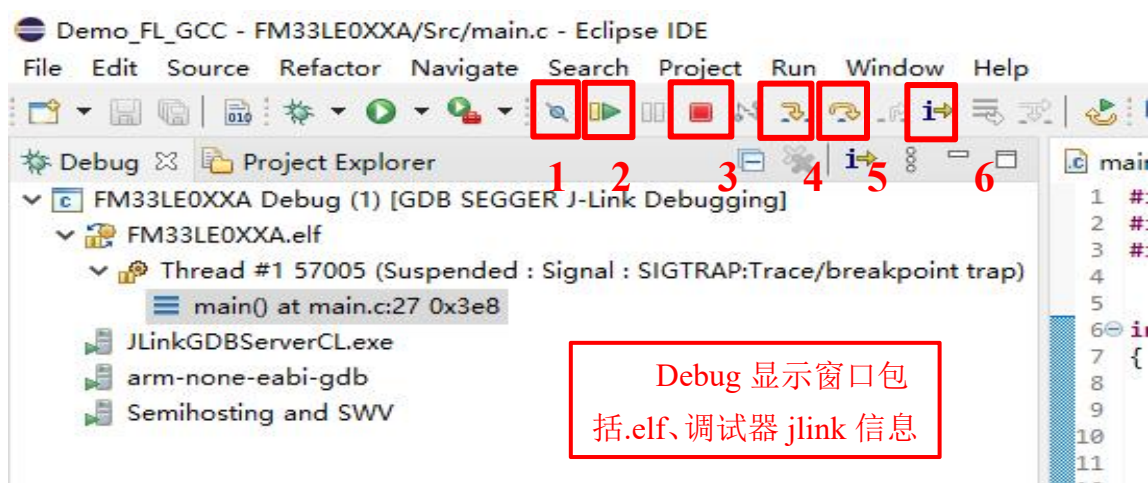 Demo_FL_GCC - FM33LE0XXA/Src/main.c - Eclipse IDE
File Edit Source Refactor Navigate Search Project Run Window Help
010
i
Debug Project Explorer
i
1 2 3 4 5 6
.c
c FM33LE0XXA Debug (1) [GDB SEGGER J-Link Debugging]
FM33LE0XXA.elf
Thread #1 57005 (Suspended : Signal : SIGTRAP:Trace/breakpoint trap)
main() at main.c:27 0x3e8
JLinkGDBServerCL.exe
arm-none-eabi-gdb
Semihosting and SWV
Debug 显示窗口包
括.elf、调试器 jlink 信息
1
2
3
4
5
6
7 {
8
9
10
11